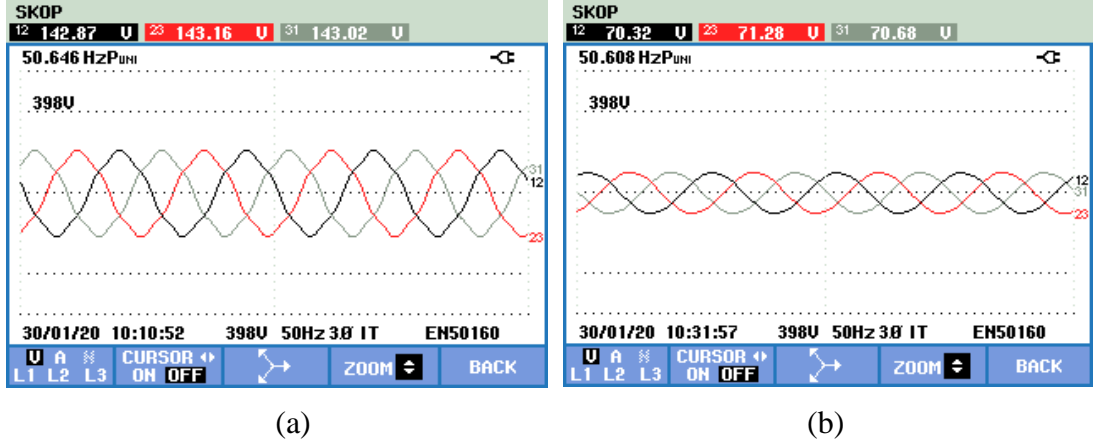 SKOP
12 142.87 V 23 143.16 V 31 143.02 V
50.646 HzPUNI
398V
31
12
23
30/01/20 10:10:52 398V 50Hz 3.Ø IT EN50160
V A L1 L2 L3 CURSOR ON OFF ZOOM BACK
(a)
SKOP
12 70.32 V 23 71.28 V 31 70.68 V
50.608 HzPUNI
398V
12
31
23
30/01/20 10:31:57 398V 50Hz 3.Ø IT EN50160
V A L1 L2 L3 CURSOR ON OFF ZOOM BACK
(b)